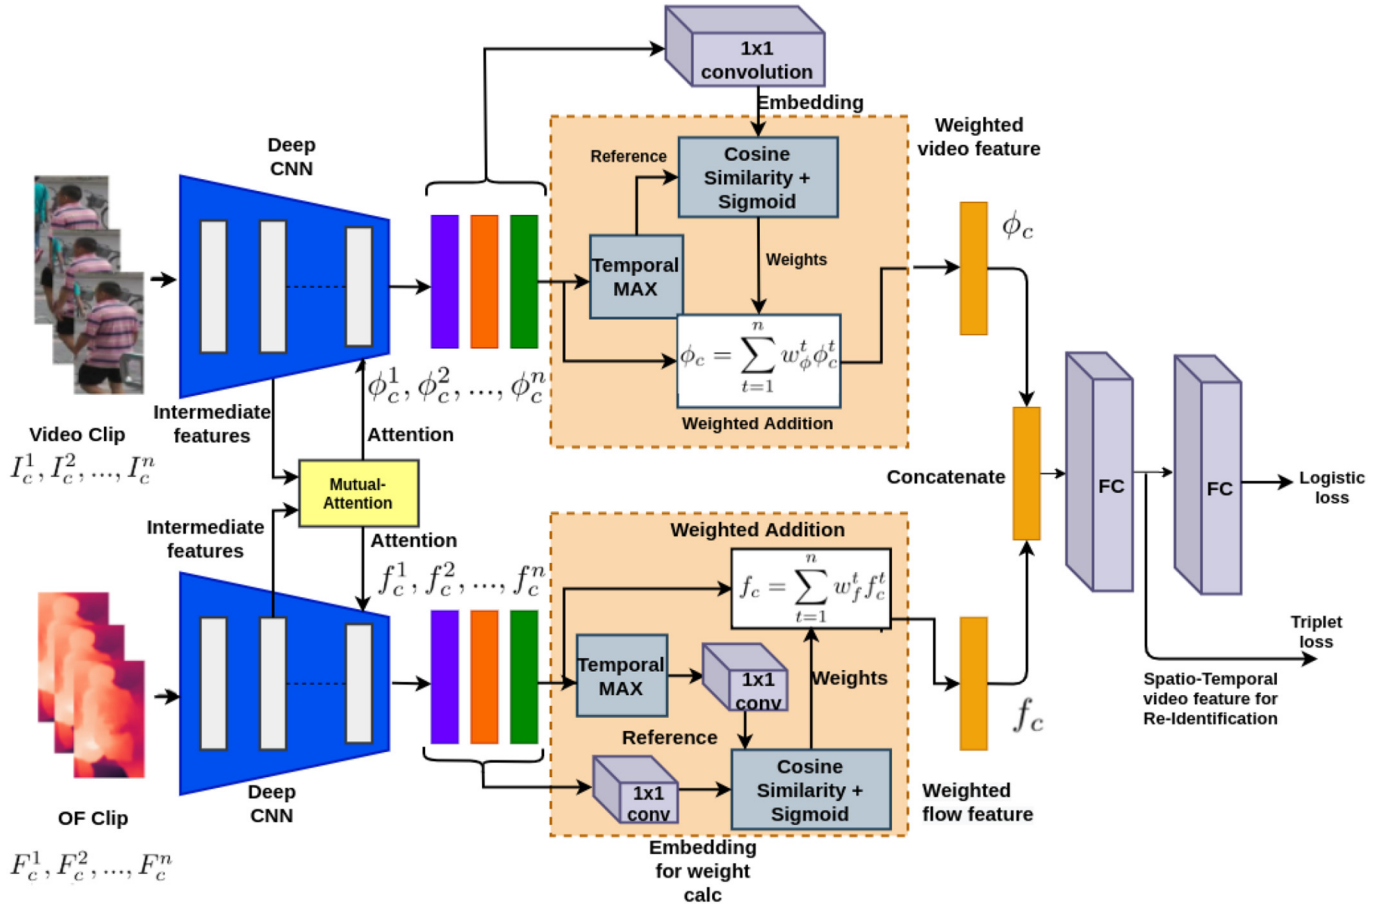 1x1
convolution
Embedding
Deep
CNN
Weighted
video feature
Reference
Cosine
Similarity +
Sigmoid
ϕ_c
Temporal
MAX
Weights
ϕ_c = \sum_{t=1}^{n} w_ϕ^t ϕ_c^t
Weighted Addition
ϕ_c^1, ϕ_c^2, ..., ϕ_c^n
Intermediate
features
Attention
Video Clip
I_c^1, I_c^2, ..., I_c^n
Mutual-
Attention
Concatenate
FC
FC
Logistic
loss
Intermediate
features
Attention
f_c^1, f_c^2, ..., f_c^n
Weighted Addition
f_c = \sum_{t=1}^{n} w_f^t f_c^t
Temporal
MAX
1x1
conv
Weights
Reference
1x1
conv
Cosine
Similarity +
Sigmoid
f_c
Triplet
loss
Spatio-Temporal
video feature for
Re-Identification
Deep
CNN
Weighted
flow feature
OF Clip
F_c^1, F_c^2, ..., F_c^n
Embedding
for weight
calc